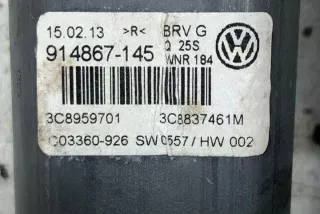 15.02.13 >R< BRV G
914867-145 Q 25S
WNR 184
3C8959701 3C8837461M
C03360-926 SW 0557 / HW 002